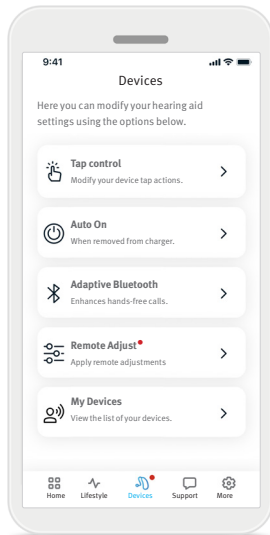 9:41
Devices
Here you can modify your hearing aid
settings using the options below.
Tap control
Modify your device tap actions.
Auto On
When removed from charger.
Adaptive Bluetooth
Enhances hands-free calls.
Remote Adjust
Apply remote adjustments
My Devices
View the list of your devices.
Home Lifestyle Devices Support More